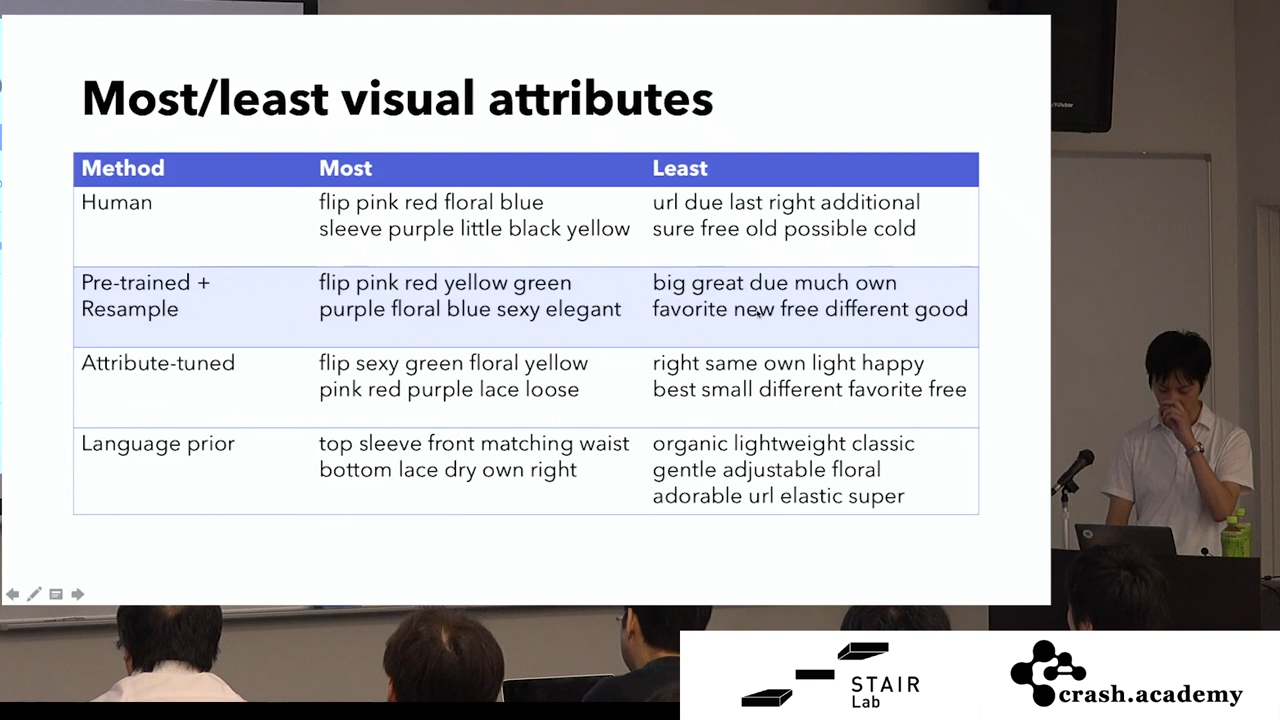 Most/least visual attributes
Method Most Least
Human flip pink red floral blue url due last right additional
sleeve purple little black yellow sure free old possible cold
Pre-trained + flip pink red yellow green big great due much own
Resample purple floral blue sexy elegant favorite new free different good
Attribute-tuned flip sexy green floral yellow right same own light happy
pink red purple lace loose best small different favorite free
Language prior top sleeve front matching waist organic lightweight classic
bottom lace dry own right gentle adjustable floral
adorable url elastic super
STAIR
Lab
crash.academy